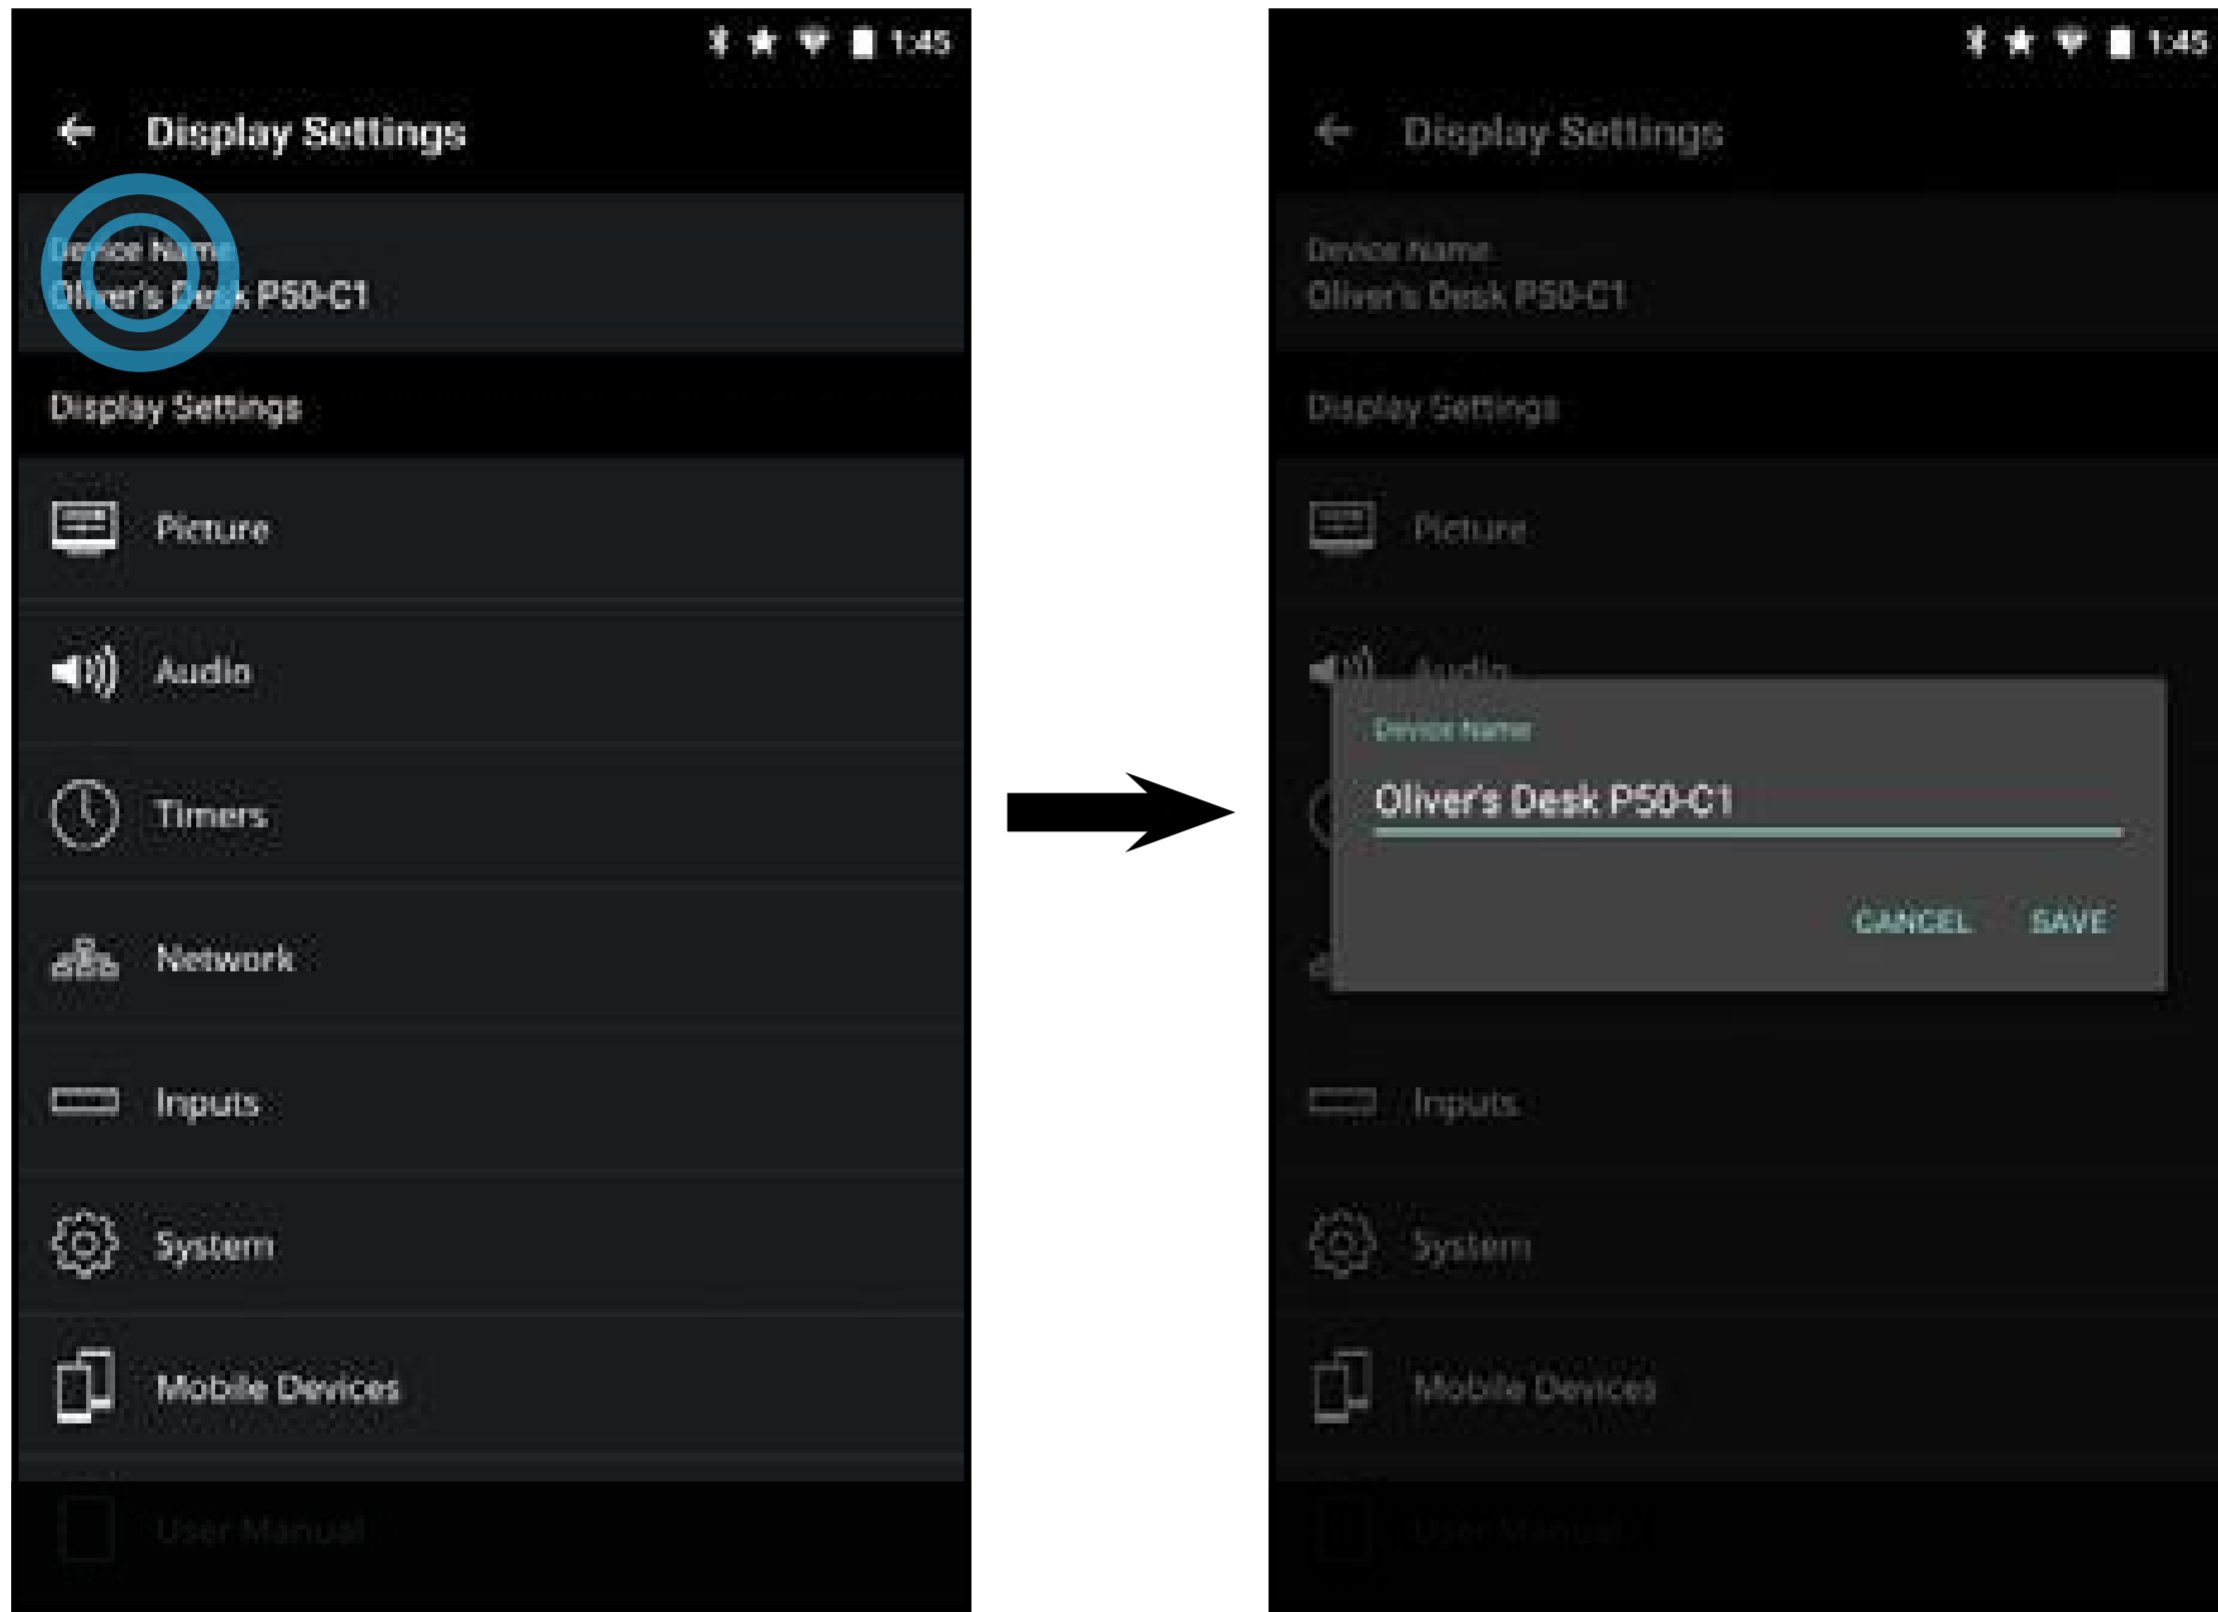 1:45
Display Settings
Device Name
Oliver's Desk P50-C1
Display Settings
Picture
Audio
Timers
Network
Inputs
System
Mobile Devices
User Manual
1:45
Display Settings
Device Name
Oliver's Desk P50-C1
Display Settings
Picture
Audio
Device Name
Oliver's Desk P50-C1
CANCEL SAVE
Inputs
System
Mobile Devices
User Manual